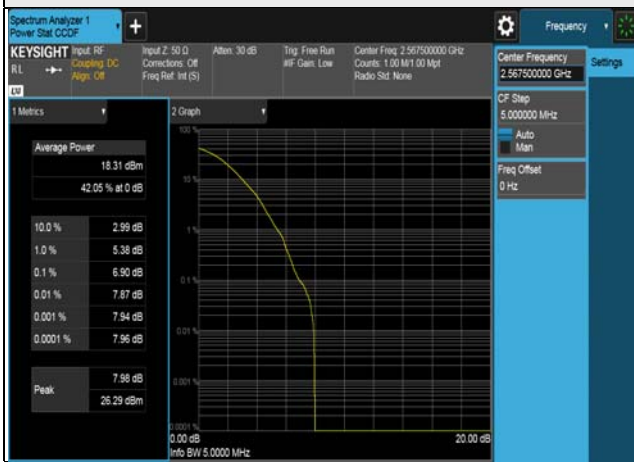 Spectrum Analyzer 1
Power Stat CCDF
+
Frequency
KEYSIGHT
RL
Input: RF
Coupling: DC
Align: Off
Input Z: 50 Ω
Corrections: Off
Freq Ref: Int (S)
Atten: 30 dB
Trig: Free Run
#IF Gain: Low
Center Freq: 2.567500000 GHz
Counts: 1.00 M/1.00 Mpt
Radio Std: None
1 Metrics
Average Power
18.31 dBm
42.05 % at 0 dB
10.0 % 2.99 dB
1.0 % 5.38 dB
0.1 % 6.90 dB
0.01 % 7.87 dB
0.001 % 7.94 dB
0.0001 % 7.96 dB
Peak
7.98 dB
26.29 dBm
2 Graph
100 %
10 %
1 %
0.1 %
0.01 %
0.001 %
0.0001 %
0.00 dB
20.00 dB
Info BW 5.0000 MHz
Center Frequency
2.567500000 GHz
Settings
CF Step
5.000000 MHz
Auto
Man
Freq Offset
0 Hz